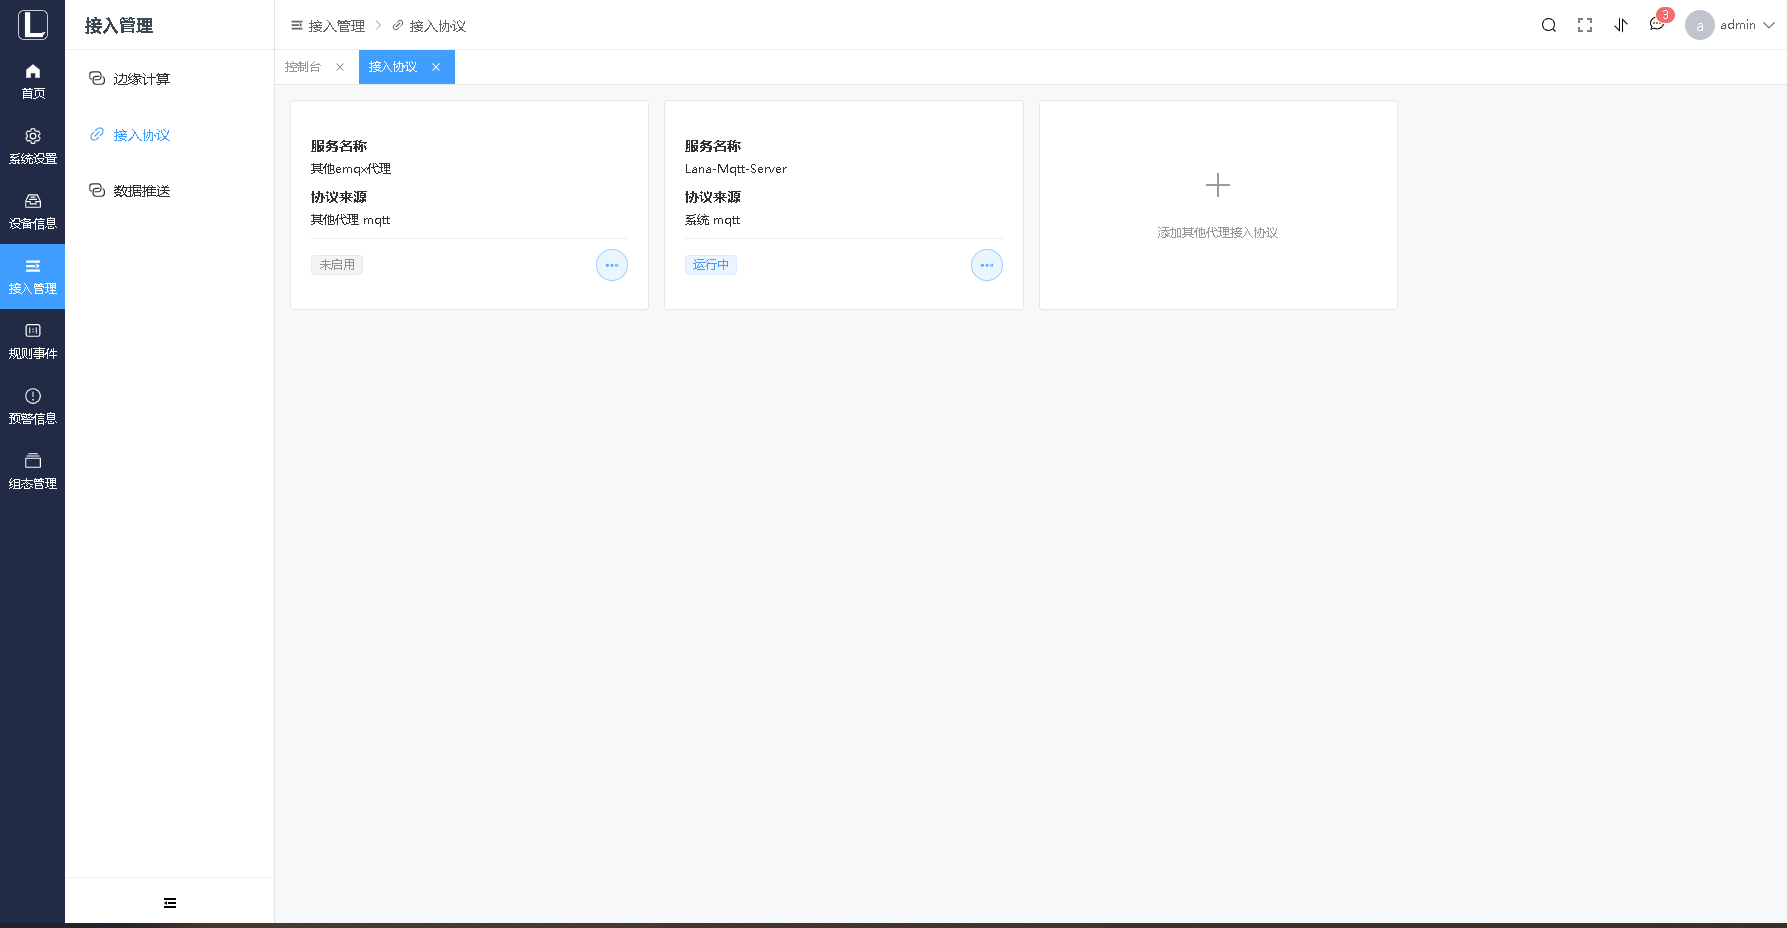 L
首页
系统设置
设备信息
接入管理
规则事件
预警信息
组态管理
接入管理
边缘计算
接入协议
数据推送
接入管理 > 接入协议
3
a admin
控制台 ×
接入协议 ×
服务名称
其他emqx代理
协议来源
其他代理 mqtt
未启用
服务名称
Lana-Mqtt-Server
协议来源
系统 mqtt
运行中
添加其他代理接入协议